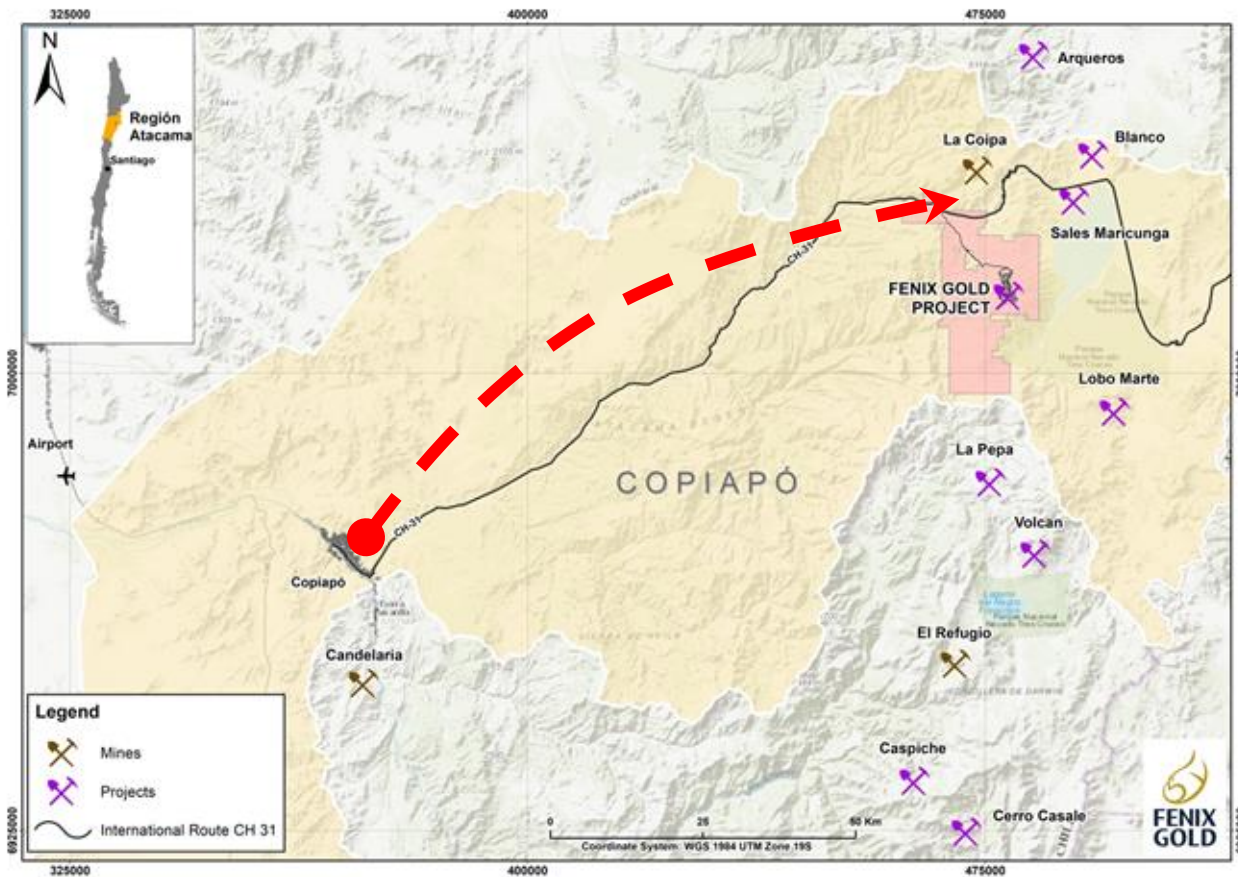 325000
400000
475000
N
Región
Atacama
Santiago
Arqueros
La Coipa
Blanco
Sales Maricunga
CH-31
FENIX GOLD
PROJECT
7000000
Lobo Marte
Airport
La Pepa
COPIAPÓ
Volcan
CH-31
Copiapó
El Refugio
Candelaria
Legend
Mines
Projects
International Route CH 31
Caspiche
Cerro Casale
0
25
50 Km
Coordinate System: WGS 1984 UTM Zone 19S
FENIX
GOLD
6925000
325000
400000
475000